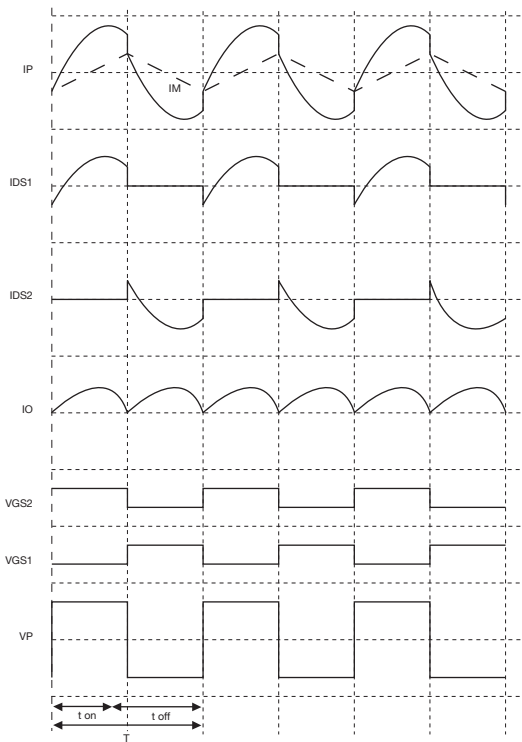 IP
IM
IDS1
IDS2
IO
VGS2
VGS1
VP
t on
t off
T